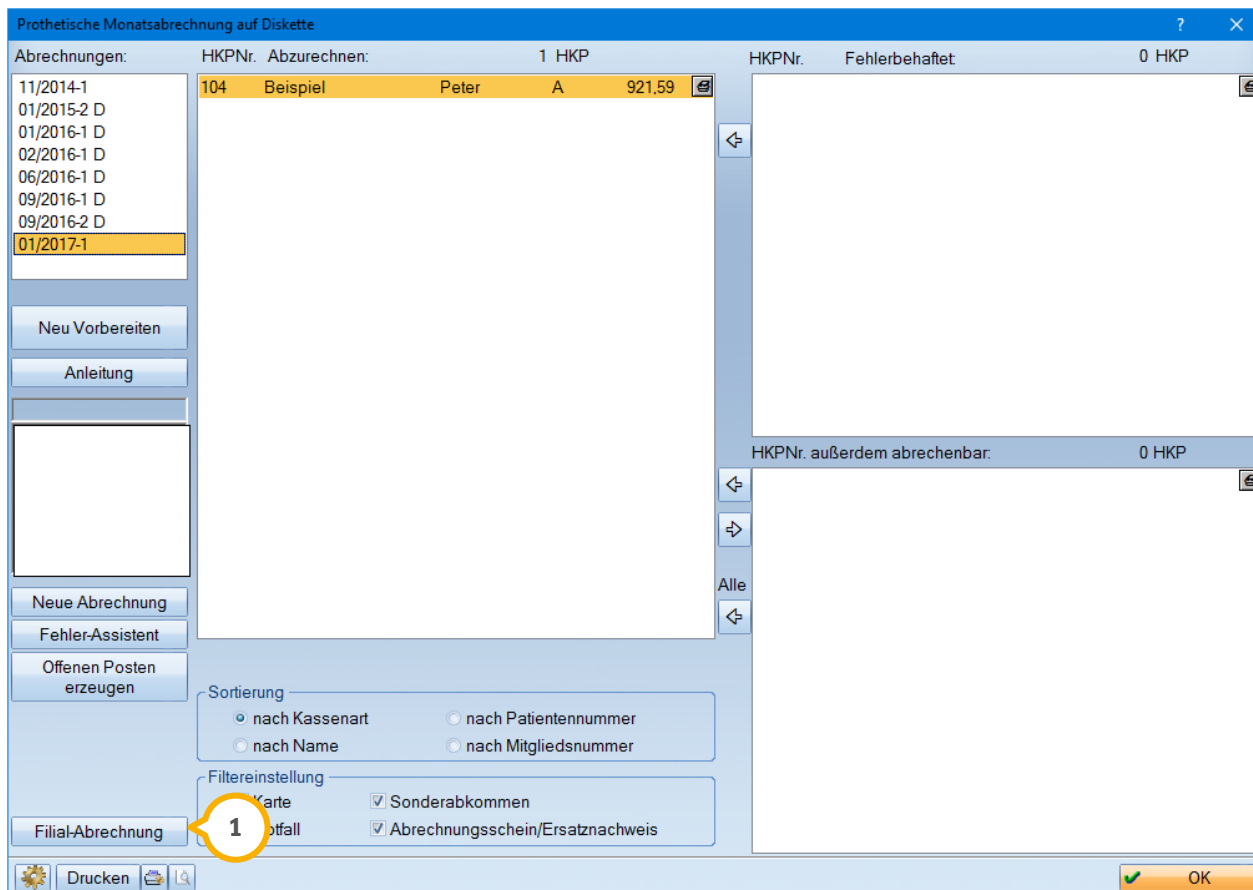 Prothetische Monatsabrechnung auf Diskette
Abrechnungen:
11/2014-1
01/2015-2 D
01/2016-1 D
02/2016-1 D
06/2016-1 D
09/2016-1 D
09/2016-2 D
01/2017-1
Neu Vorbereiten
Anleitung
Neue Abrechnung
Fehler-Assistent
Offenen Posten
erzeugen
Filial-Abrechnung
HKPNr. Abzurechnen: 1 HKP
104 Beispiel Peter A 921,59
Sortierung
nach Kassenart
nach Patientennummer
nach Name
nach Mitgliedsnummer
Filtereinstellung
Karte
Sonderabkommen
Abrechnungsschein/Ersatznachweis
1
HKPNr. Fehlerbehaftet: 0 HKP
HKPNr. außerdem abrechenbar: 0 HKP
Alle
Drucken
OK